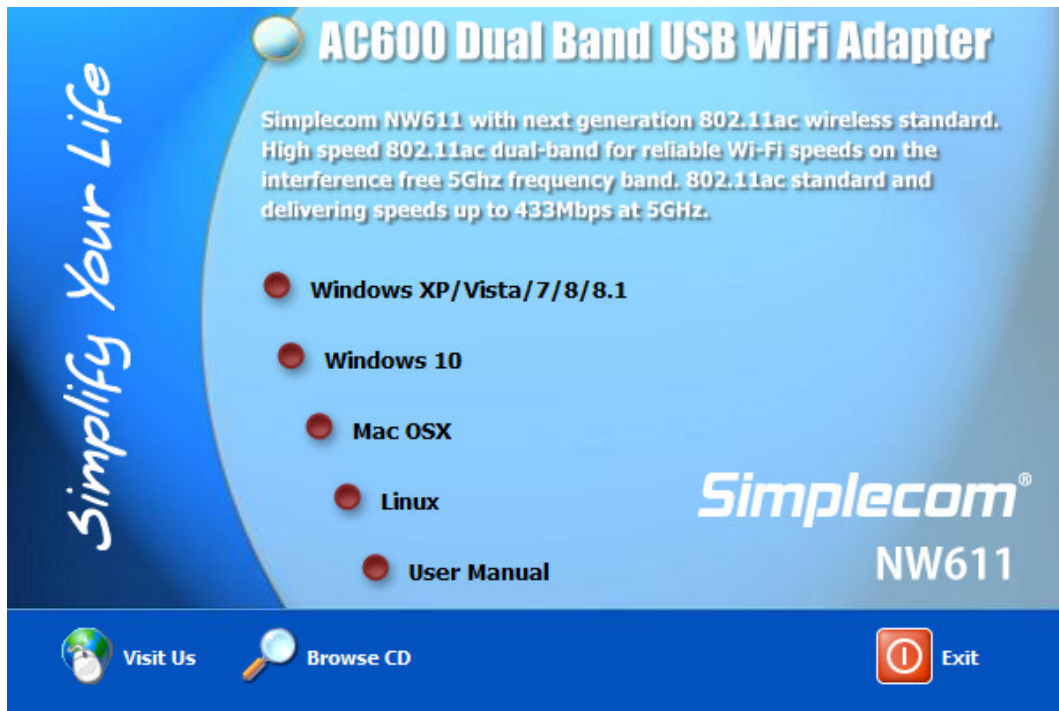 AC600 Dual Band USB WiFi Adapter
Simplify Your Life
Simplecom NW611 with next generation 802.11ac wireless standard.
High speed 802.11ac dual-band for reliable Wi-Fi speeds on the
interference free 5Ghz frequency band. 802.11ac standard and
delivering speeds up to 433Mbps at 5GHz.
Windows XP/Vista/7/8/8.1
Windows 10
Mac OSX
Linux
User Manual
Simplecom®
NW611
Visit Us
Browse CD
Exit